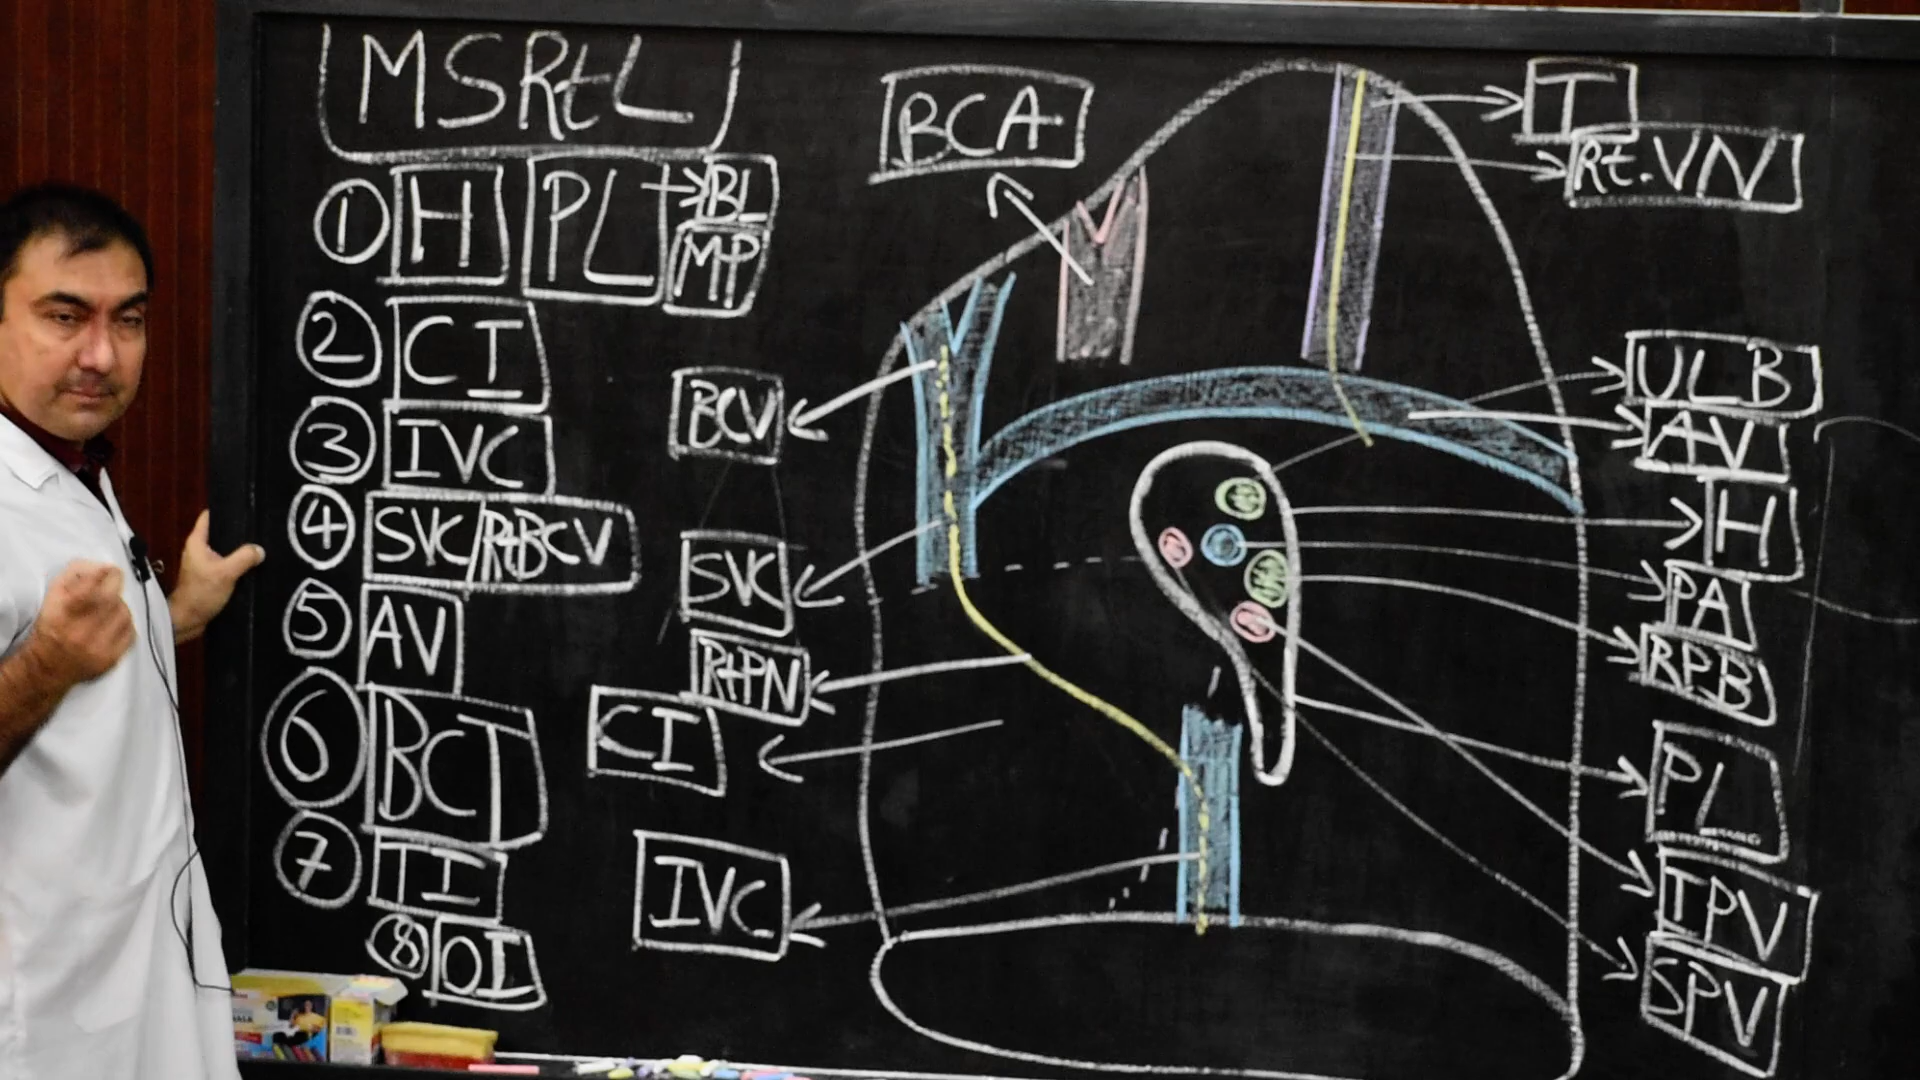 MSRtL
① H PL → BL
MP
② CI
③ IVC
④ SVC/RtBCV
⑤ AV
⑥ BCI
⑦ TI
⑧ OI
BCA
BCV
SVC
RtPN
CI
IVC
T
Rt.VN
ULB
AV
H
PA
RPB
PL
IPV
SPV